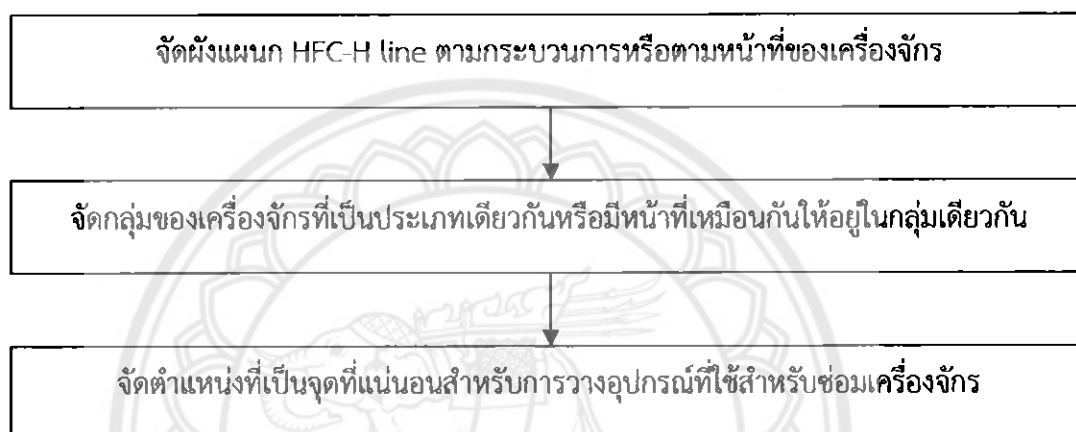 จัดผังแผนก HFC-H line ตามกระบวนการหรือตามหน้าที่ของเครื่องจักร
จัดกลุ่มของเครื่องจักรที่เป็นประเภทเดียวกันหรือมีหน้าที่เหมือนกันให้อยู่ในกลุ่มเดียวกัน
จัดตำแหน่งที่เป็นจุดที่แน่นอนสำหรับการวางอุปกรณ์ที่ใช้สำหรับซ่อมเครื่องจักร